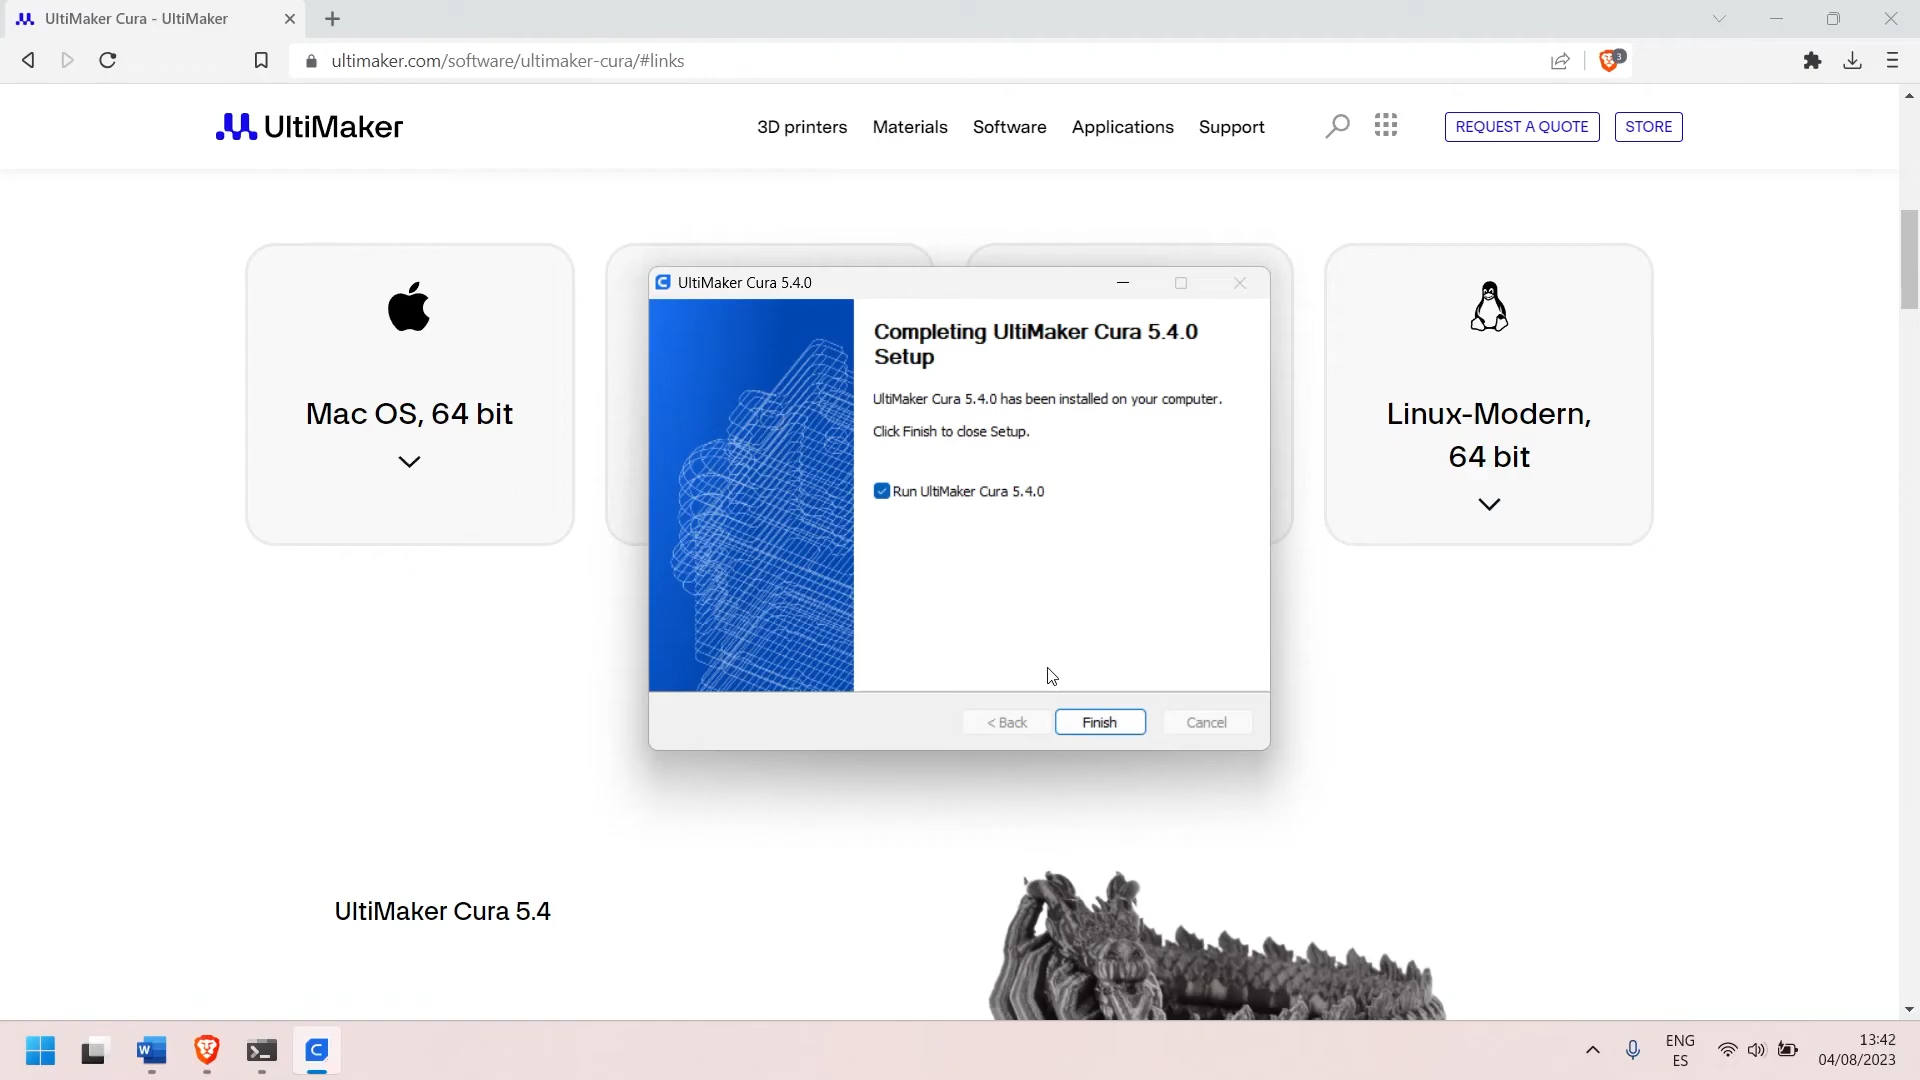 UltiMaker Cura - UltiMaker
ultimaker.com/software/ultimaker-cura/#links
3
UltiMaker
3D printers
Materials
Software
Applications
Support
REQUEST A QUOTE
STORE
Mac OS, 64 bit
Linux-Modern,
64 bit
UltiMaker Cura 5.4.0
Completing UltiMaker Cura 5.4.0
Setup
UltiMaker Cura 5.4.0 has been installed on your computer.
Click Finish to close Setup.
Run UltiMaker Cura 5.4.0
< Back
Finish
Cancel
UltiMaker Cura 5.4
ENG
ES
13:42
04/08/2023